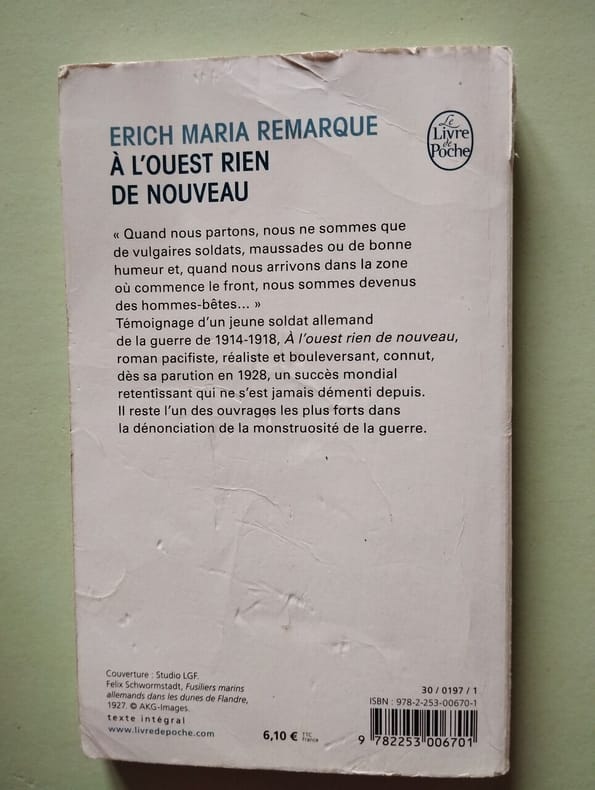 ERICH MARIA REMARQUE
À L'OUEST RIEN
DE NOUVEAU
Le
Livre
de
Poche
« Quand nous partons, nous ne sommes que
de vulgaires soldats, maussades ou de bonne
humeur et, quand nous arrivons dans la zone
où commence le front, nous sommes devenus
des hommes-bêtes... »
Témoignage d'un jeune soldat allemand
de la guerre de 1914-1918, À l'ouest rien de nouveau,
roman pacifiste, réaliste et bouleversant, connut,
dès sa parution en 1928, un succès mondial
retentissant qui ne s'est jamais démenti depuis.
Il reste l'un des ouvrages les plus forts dans
la dénonciation de la monstruosité de la guerre.
Couverture : Studio LGF.
Felix Schwormstadt, Fusiliers marins
allemands dans les dunes de Flandre,
1927. © AKG-Images.
texte intégral
www.livredepoche.com
6,10 € TTC
France
30 / 0197 / 1
ISBN : 978-2-253-00670-1
9 782253 006701